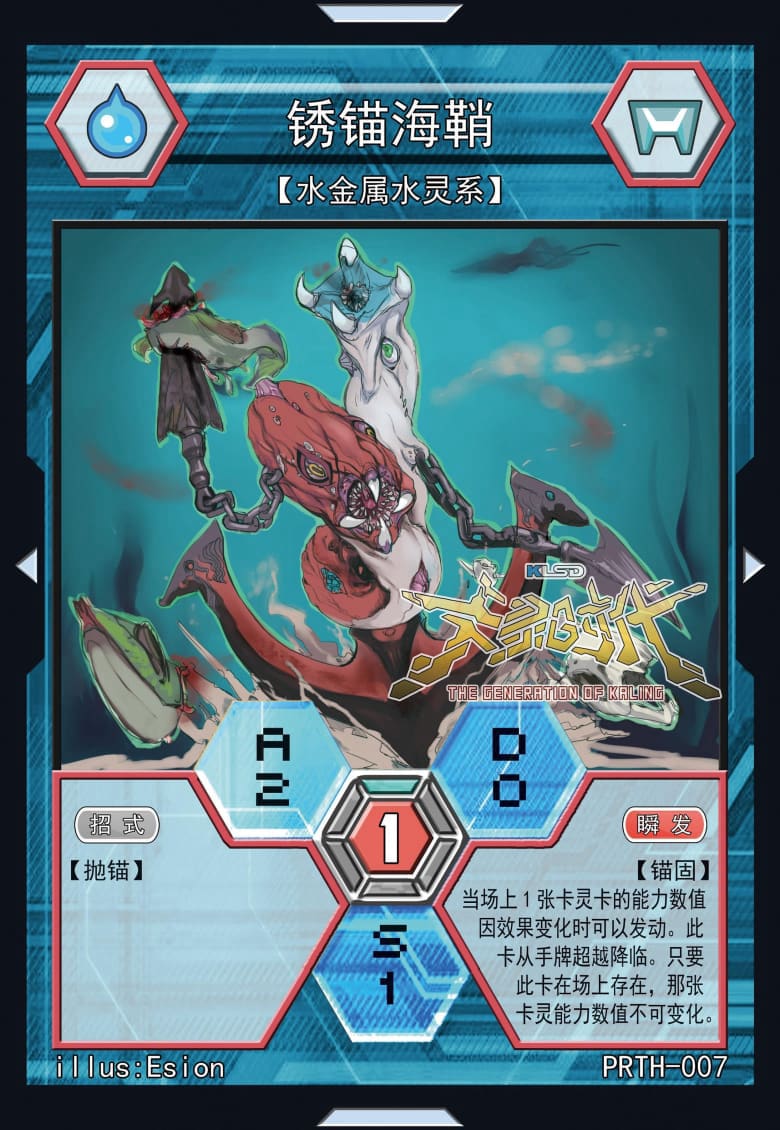 锈锚海鞘
【水金属水灵系】
KLSD
卡灵时代
THE GENERATION OF KALING
A
2
D
0
1
S
1
招式
【抛锚】
瞬发
【锚固】
当场上1张卡灵卡的能力数值
因效果变化时可以发动。此
卡从手牌超越降临。只要
此卡在场上存在，那张
卡灵能力数值不可变化。
illus:Esion
PRTH-007